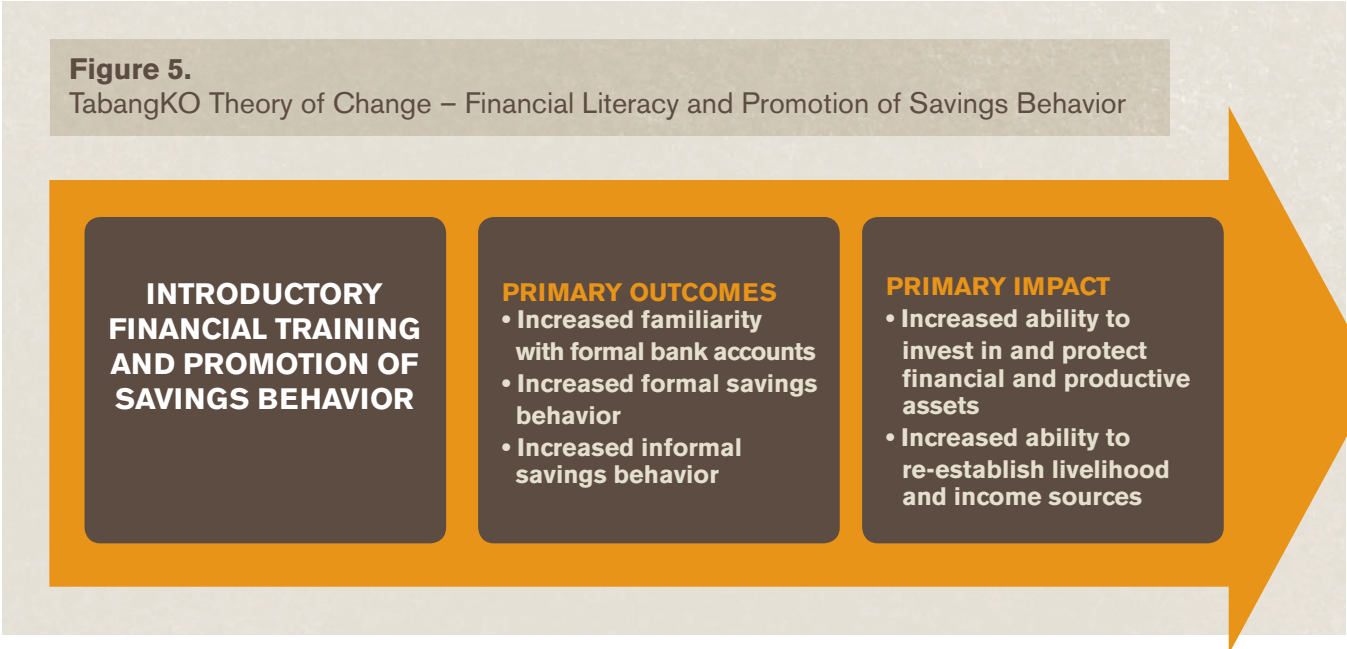 Figure 5.
TabangKO Theory of Change – Financial Literacy and Promotion of Savings Behavior
INTRODUCTORY
FINANCIAL TRAINING
AND PROMOTION OF
SAVINGS BEHAVIOR
PRIMARY OUTCOMES
• Increased familiarity
with formal bank accounts
• Increased formal savings
behavior
• Increased informal
savings behavior
PRIMARY IMPACT
• Increased ability to
invest in and protect
financial and productive
assets
• Increased ability to
re-establish livelihood
and income sources